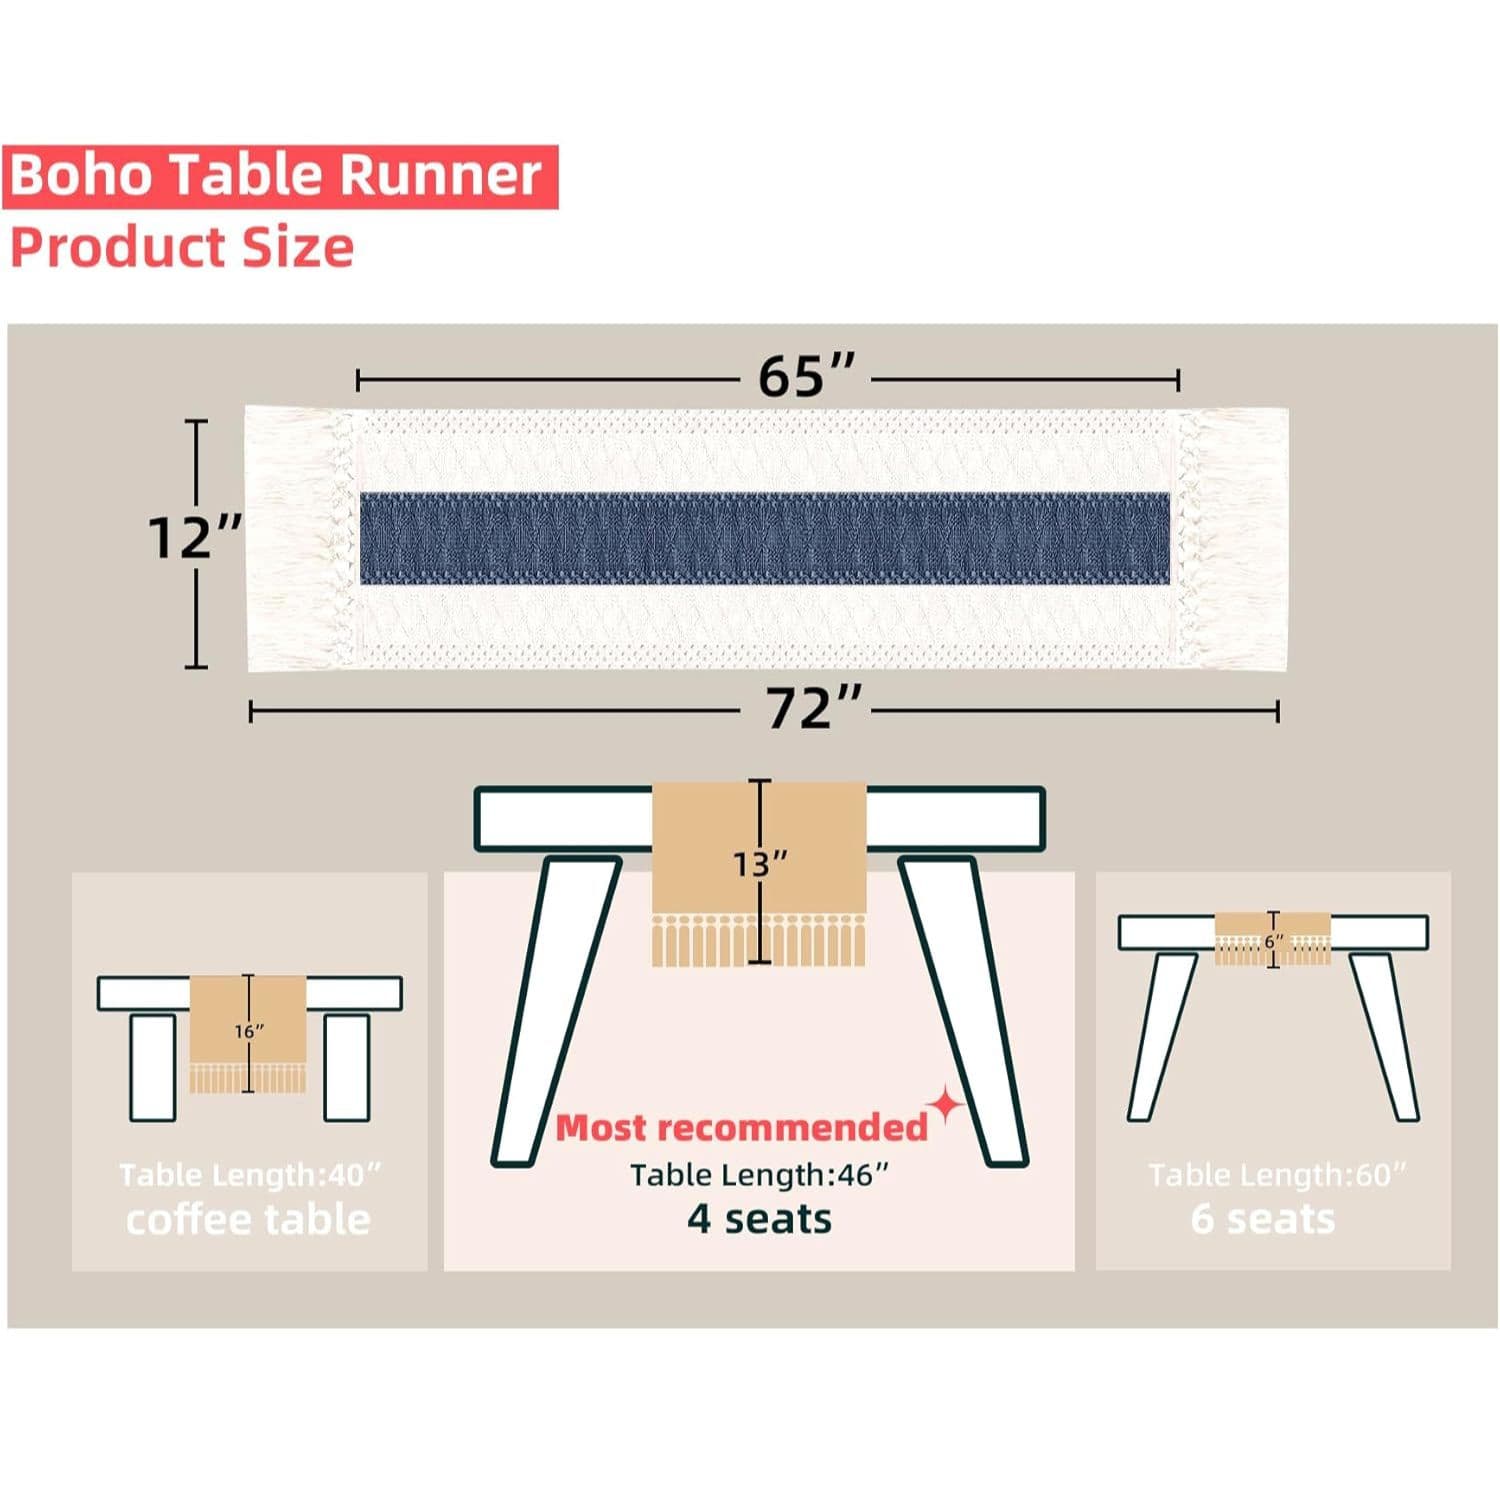 Boho Table Runner
Product Size
65”
12”
72”
13”
16”
6”
Most recommended
Table Length:40”
coffee table
Table Length:46”
4 seats
Table Length:60”
6 seats